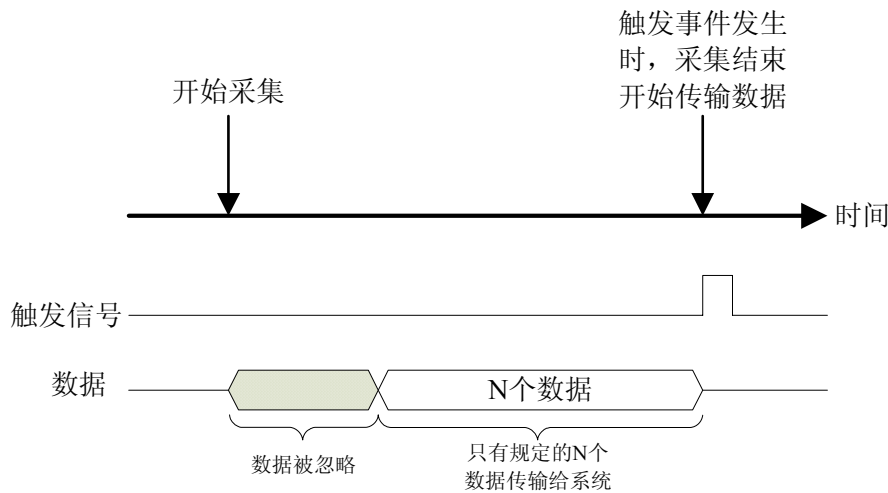 开始采集
触发事件发生
时，采集结束
开始传输数据
时间
触发信号
数据
N个数据
数据被忽略
只有规定的N个
数据传输给系统